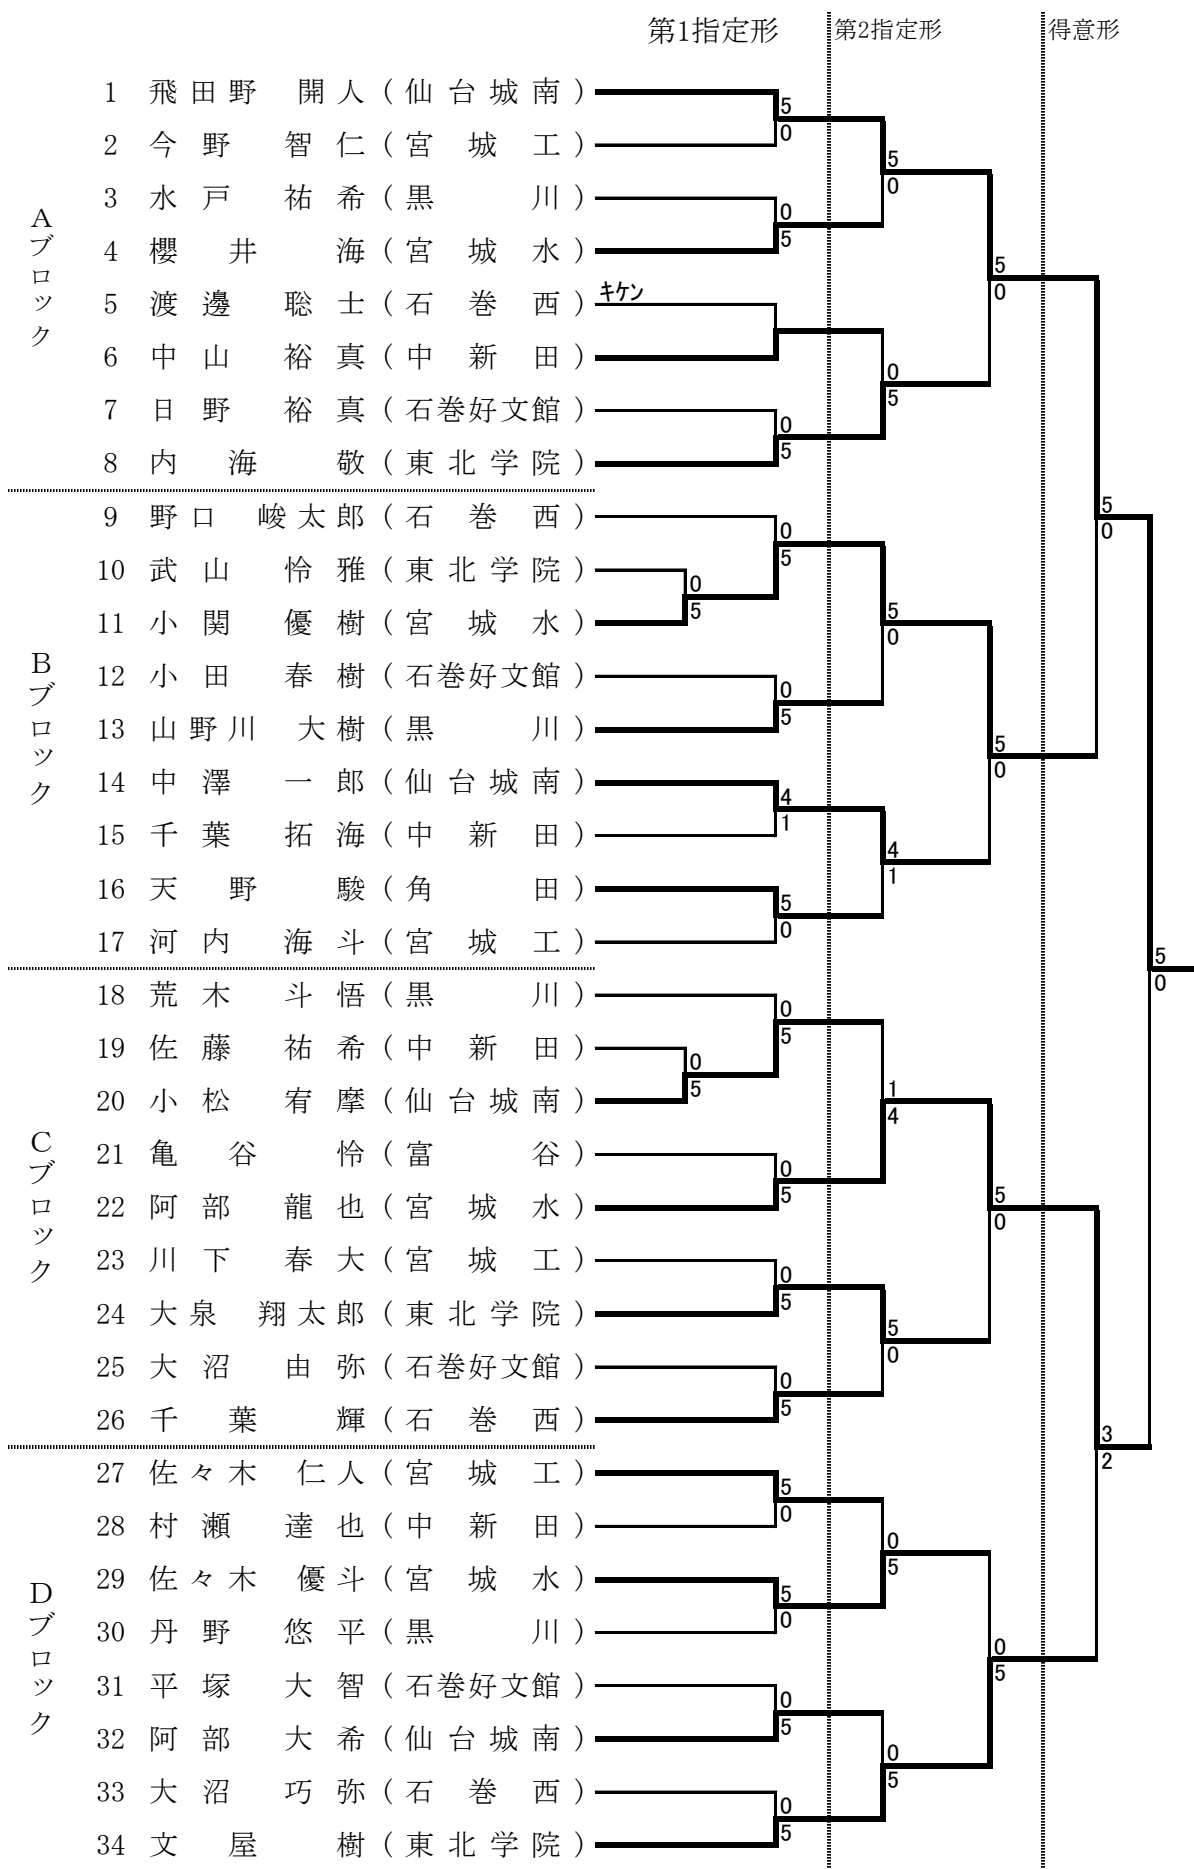 第1指定形 第2指定形 得意形
1 飛田野 開人 (仙台城南)
5
0
2 今野 智仁 (宮城工)
5
0
3 水戸 祐希 (黒川)
0
5
4 櫻井 海 (宮城水)
5
0
Aブロック
5 渡邊 聡士 (石巻西) キケン
6 中山 裕真 (中新田)
0
5
7 日野 裕真 (石巻好文館)
0
5
8 内海 敬 (東北学院)
5
0
9 野口 峻太郎 (石巻西)
0
5
10 武山 怜雅 (東北学院)
0
5
11 小関 優樹 (宮城水)
5
0
Bブロック
12 小田 春樹 (石巻好文館)
0
5
13 山野川 大樹 (黒川)
5
0
14 中澤 一郎 (仙台城南)
4
1
15 千葉 拓海 (中新田)
4
1
16 天野 駿 (角田)
5
0
17 河内 海斗 (宮城工)
5
0
18 荒木 斗悟 (黒川)
0
5
19 佐藤 祐希 (中新田)
0
5
20 小松 宥摩 (仙台城南)
1
4
Cブロック
21 亀谷 怜 (富谷)
0
5
22 阿部 龍也 (宮城水)
5
0
23 川下 春大 (宮城工)
0
5
24 大泉 翔太郎 (東北学院)
5
0
25 大沼 由弥 (石巻好文館)
0
5
26 千葉 輝 (石巻西)
3
2
27 佐々木 仁人 (宮城工)
5
0
28 村瀬 達也 (中新田)
0
5
29 佐々木 優斗 (宮城水)
5
0
Dブロック
30 丹野 悠平 (黒川)
0
5
31 平塚 大智 (石巻好文館)
0
5
32 阿部 大希 (仙台城南)
0
5
33 大沼 巧弥 (石巻西)
0
5
34 文屋 樹 (東北学院)